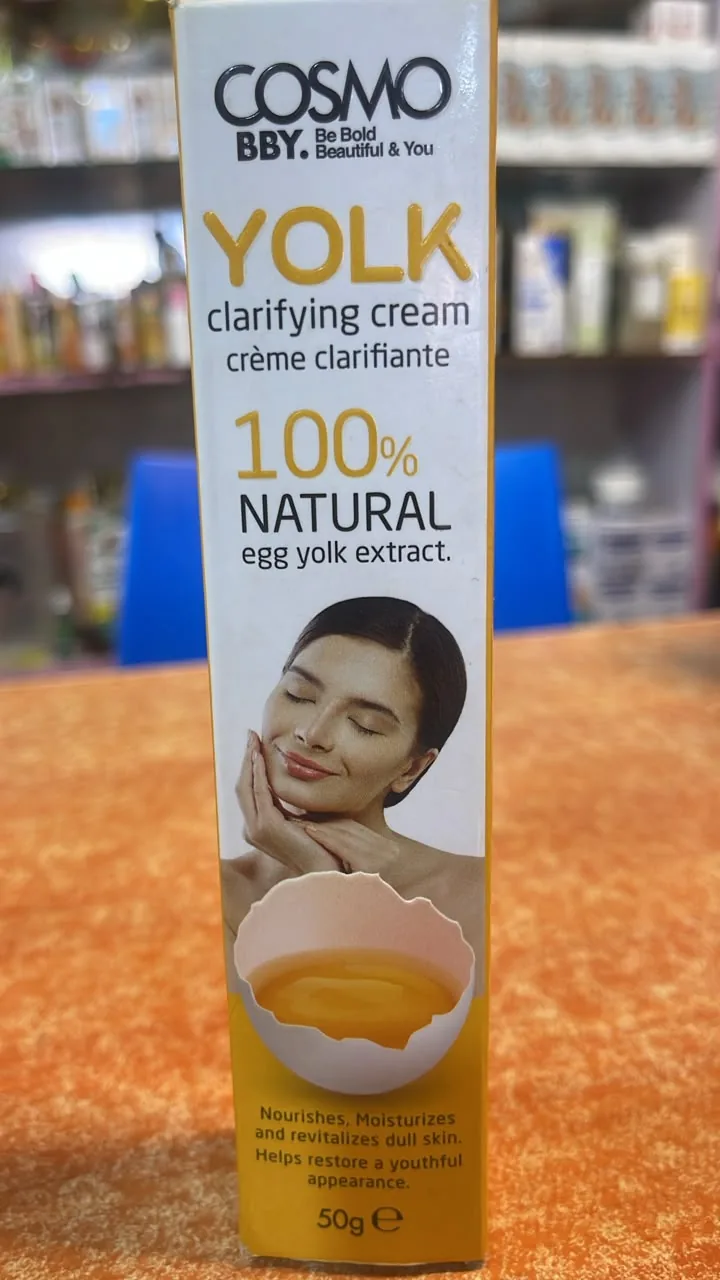 COSMO
BBY. Be Bold
Beautiful & You
YOLK
clarifying cream
crème clarifiante
100%
NATURAL
egg yolk extract.
Nourishes, Moisturizes
and revitalizes dull skin.
Helps restore a youthful
appearance.
50g ℮